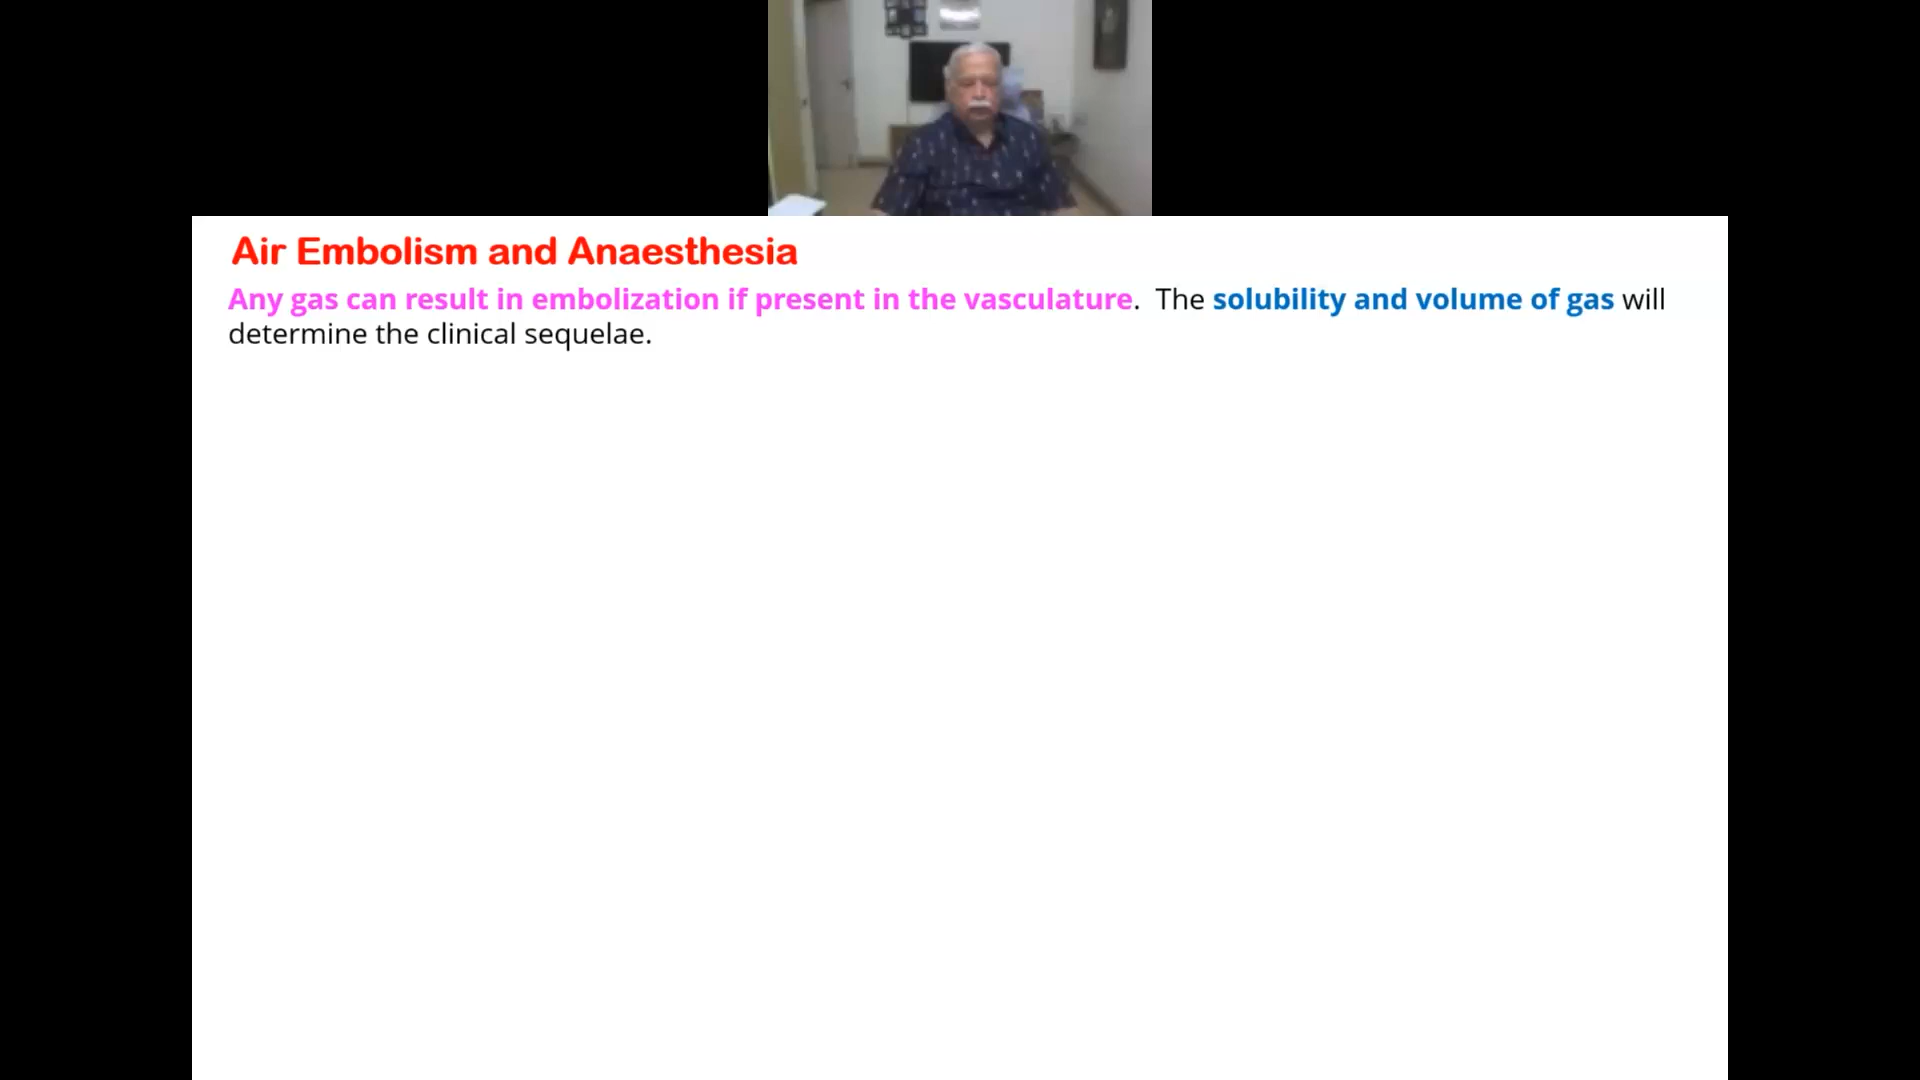 Air Embolism and Anaesthesia
Any gas can result in embolization if present in the vasculature. The solubility and volume of gas will
determine the clinical sequelae.